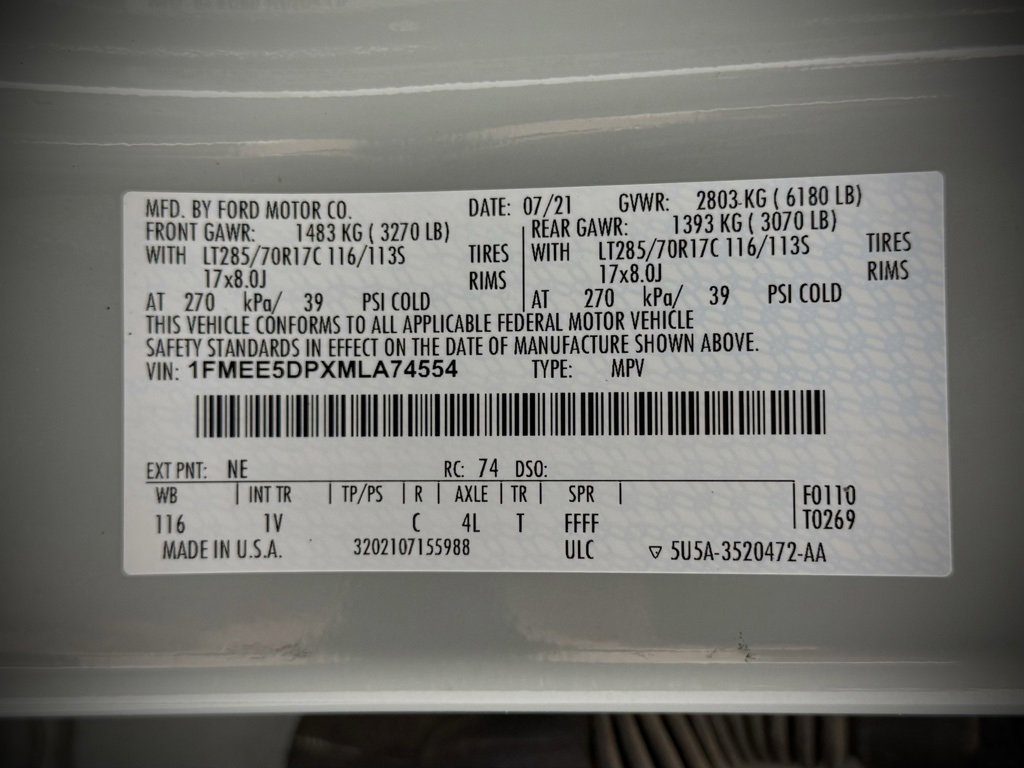 MFD. BY FORD MOTOR CO. DATE: 07/21 GVWR: 2803 KG ( 6180 LB)
FRONT GAWR: 1483 KG ( 3270 LB) REAR GAWR: 1393 KG ( 3070 LB)
WITH LT285/70R17C 116/113S TIRES WITH LT285/70R17C 116/113S TIRES
17x8.0J RIMS 17x8.0J RIMS
AT 270 kPa/ 39 PSI COLD AT 270 kPa/ 39 PSI COLD
THIS VEHICLE CONFORMS TO ALL APPLICABLE FEDERAL MOTOR VEHICLE
SAFETY STANDARDS IN EFFECT ON THE DATE OF MANUFACTURE SHOWN ABOVE.
VIN: 1FMEE5DPXMLA74554 TYPE: MPV
EXT PNT: NE RC: 74 DSO:
WB INT TR TP/PS R AXLE TR SPR F0110
116 1V C 4L T FFFF T0269
MADE IN U.S.A. 3202107155988 ULC 5U5A-3520472-AA